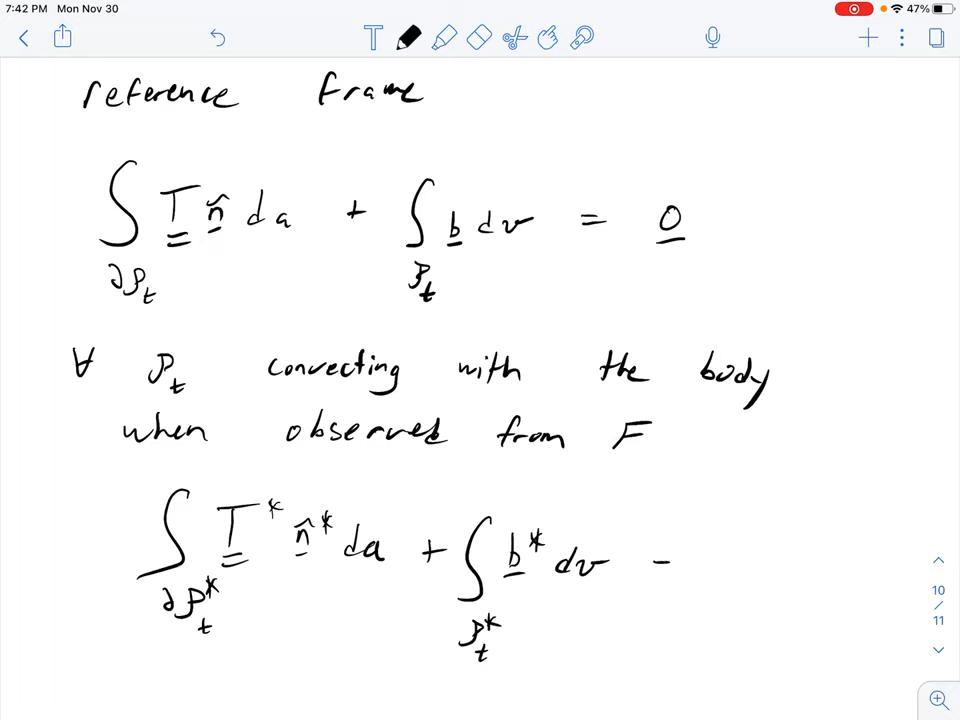 7:42 PM Mon Nov 30 47%
T
reference frame
∫_{∂𝒫_t} T̲̲ n̲̂ da + ∫_{𝒫_t} b̲ dv = 0̲
∀ 𝒫_t convecting with the body
when observed from F
∫_{∂𝒫*_t} T̲̲* n̲̂* da + ∫_{𝒫*_t} b̲* dv –
10
/
11